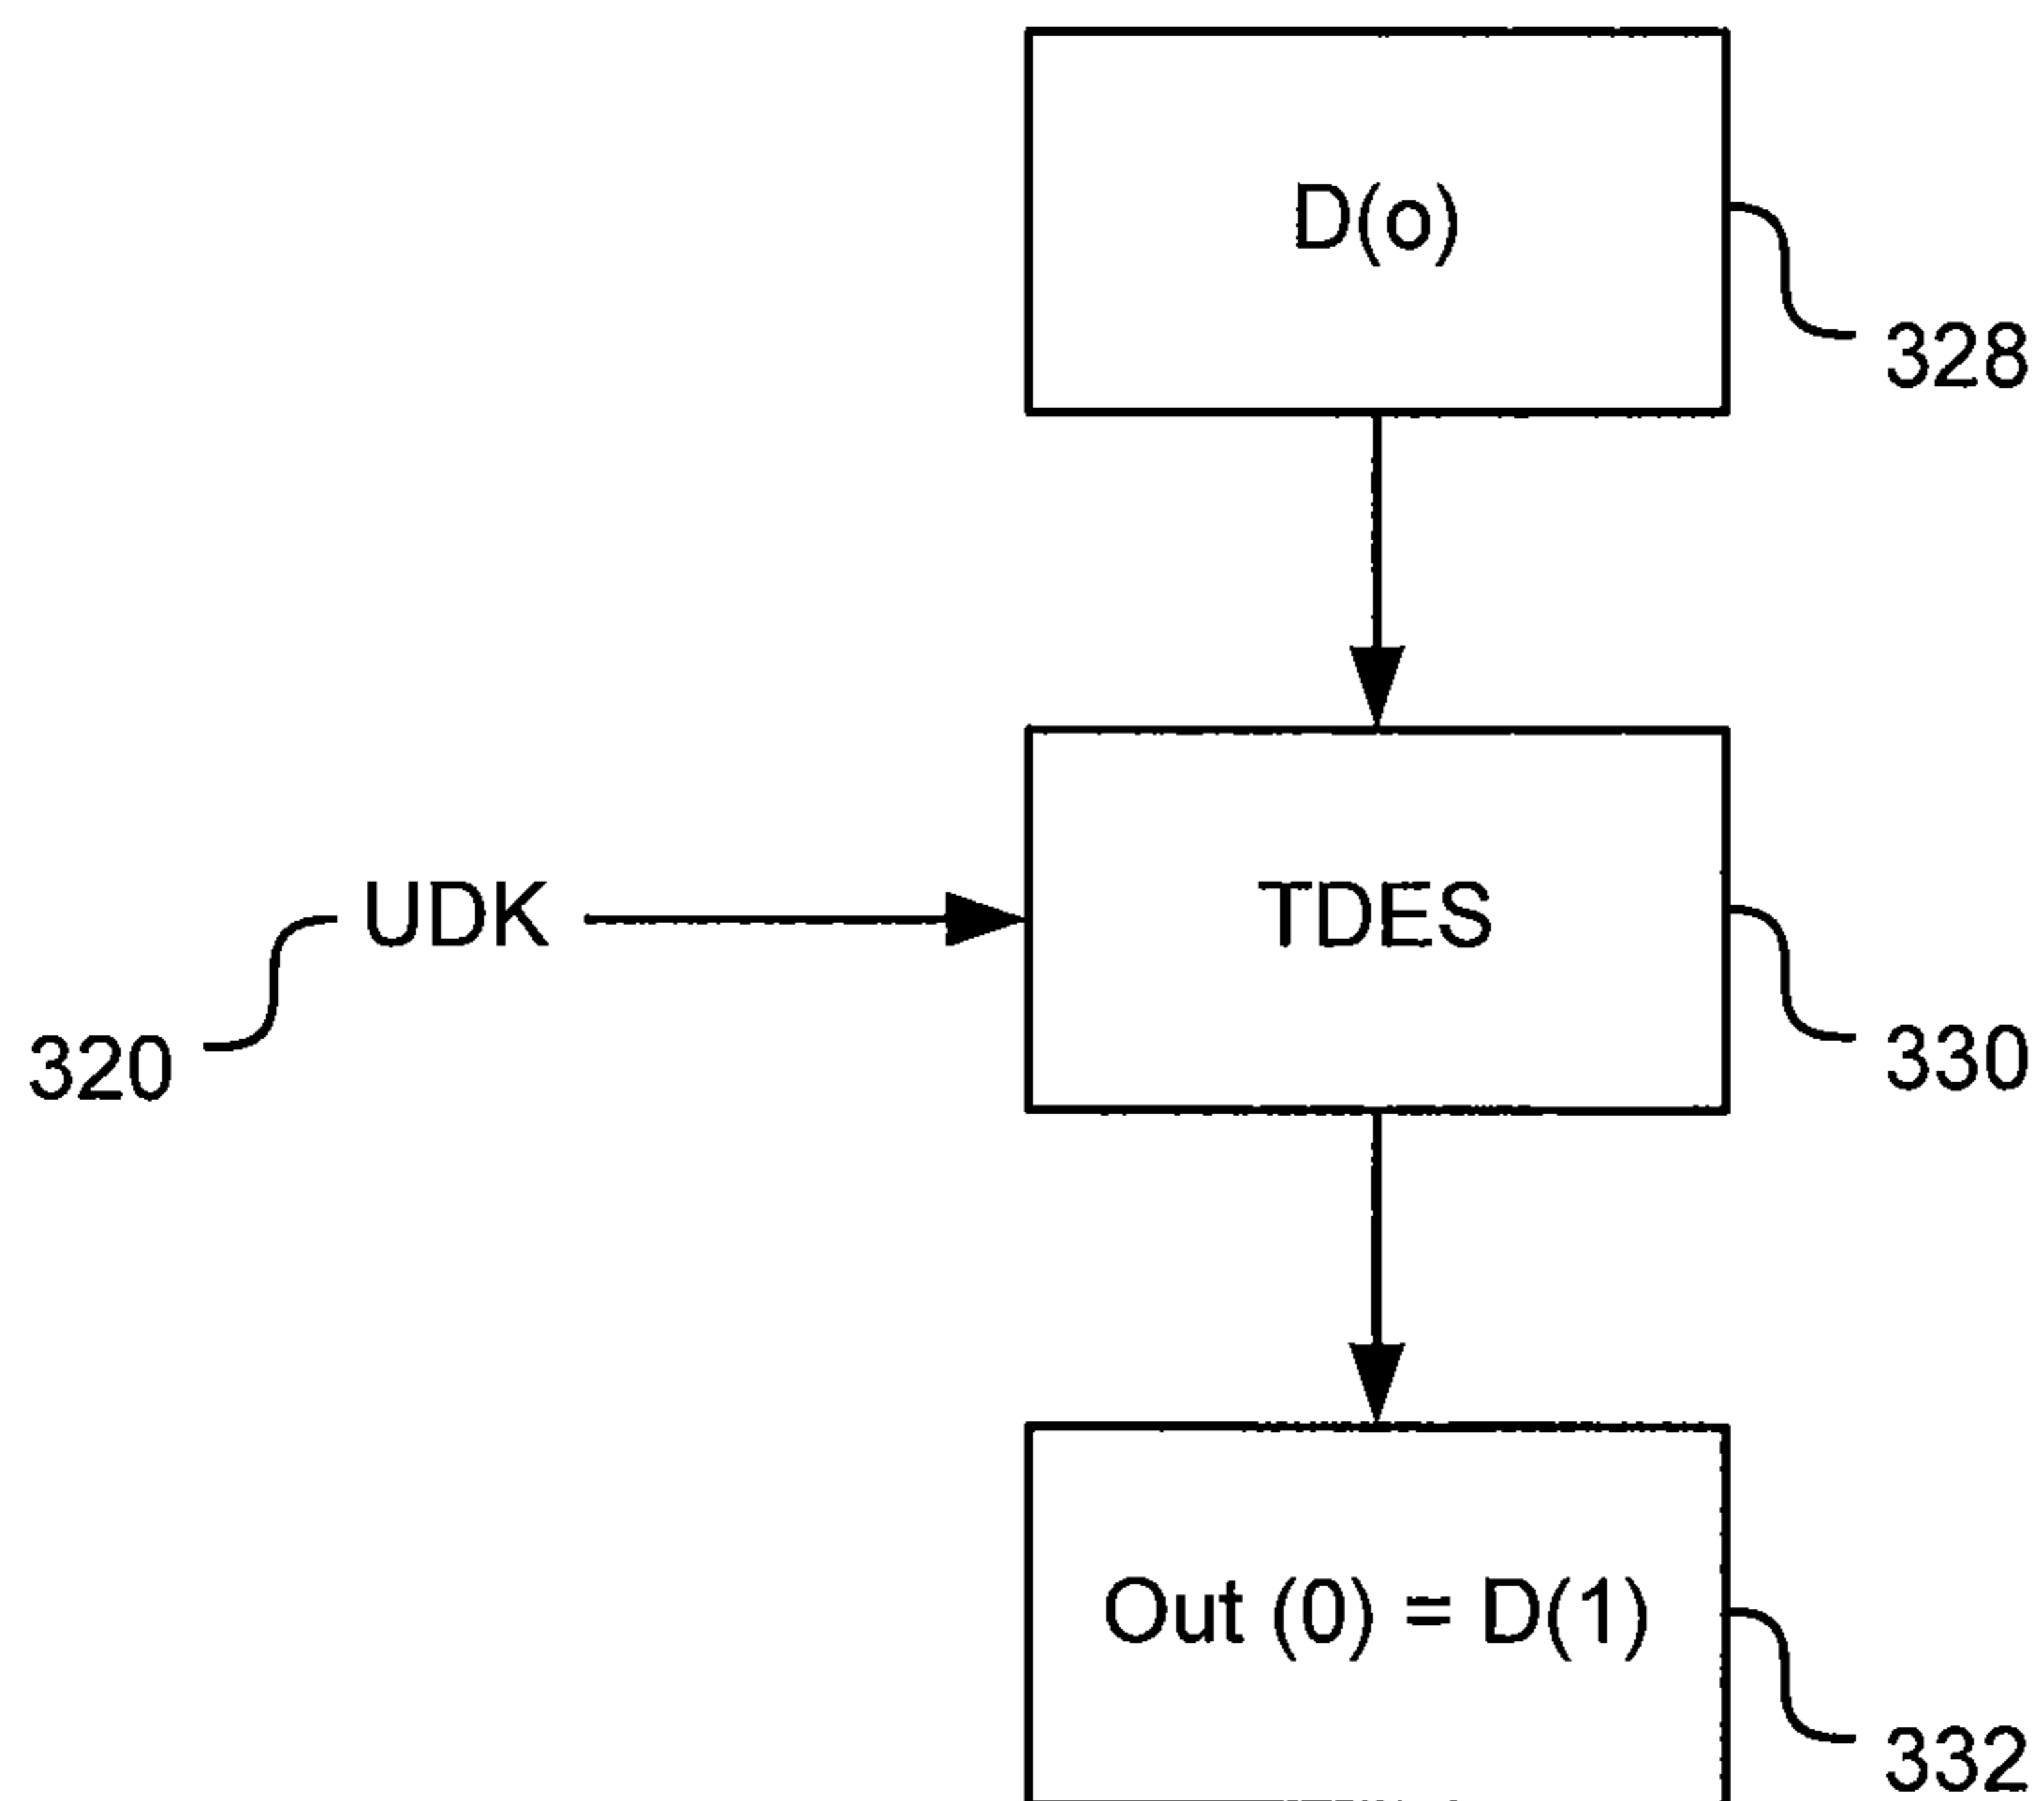 D(o)
328
UDK
TDES
320
330
Out (0) = D(1)
332